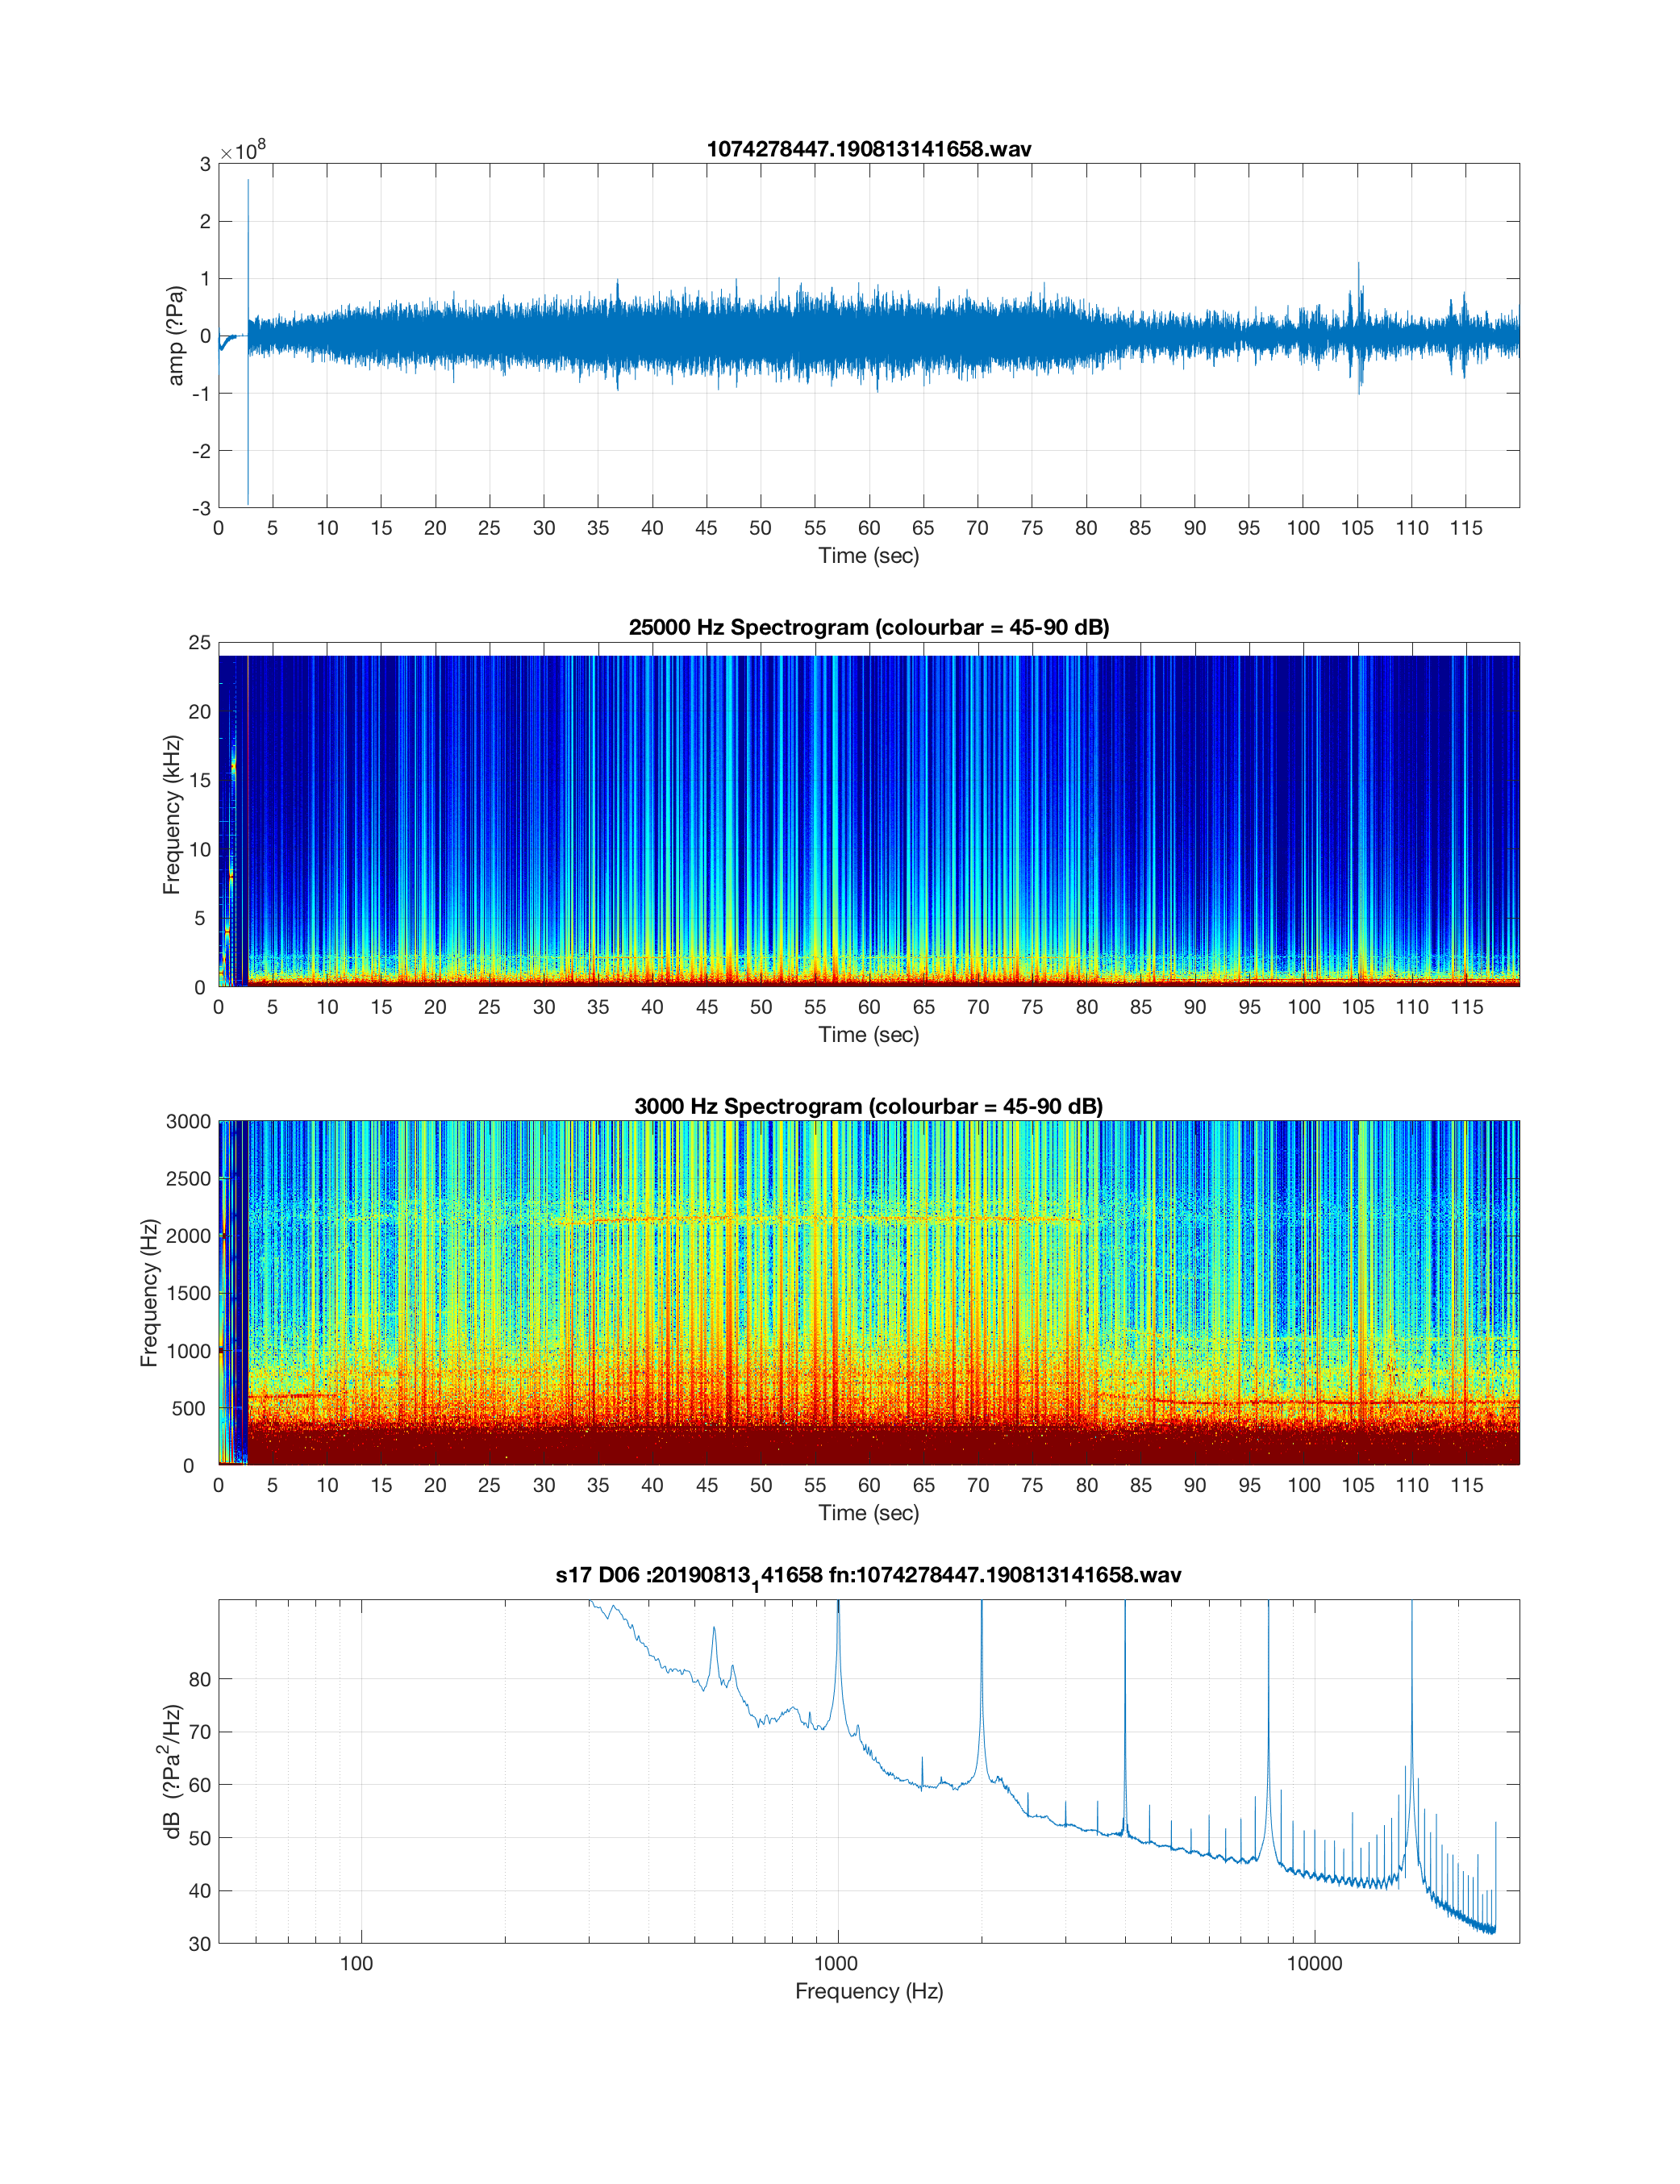 1074278447.190813141658.wav
×10^8
3
2
1
0
-1
-2
-3
amp (?Pa)
0 5 10 15 20 25 30 35 40 45 50 55 60 65 70 75 80 85 90 95 100 105 110 115
Time (sec)
25000 Hz Spectrogram (colourbar = 45-90 dB)
25
20
15
10
5
0
Frequency (kHz)
0 5 10 15 20 25 30 35 40 45 50 55 60 65 70 75 80 85 90 95 100 105 110 115
Time (sec)
3000 Hz Spectrogram (colourbar = 45-90 dB)
3000
2500
2000
1500
1000
500
0
Frequency (Hz)
0 5 10 15 20 25 30 35 40 45 50 55 60 65 70 75 80 85 90 95 100 105 110 115
Time (sec)
s17 D06 :20190813_141658 fn:1074278447.190813141658.wav
80
70
60
50
40
30
dB (?Pa²/Hz)
100 1000 10000
Frequency (Hz)